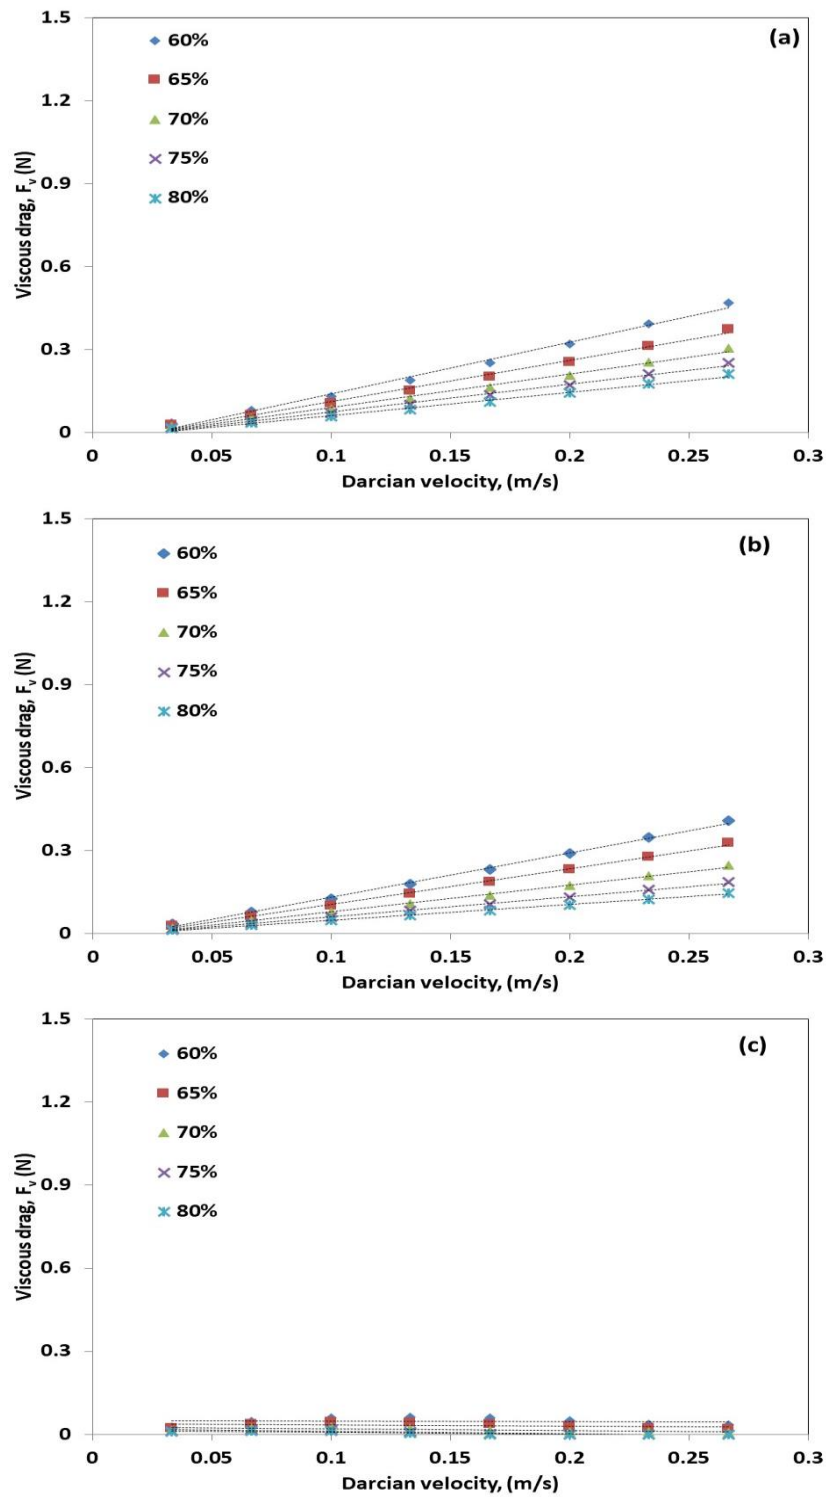 (a)
1.5
1.2
0.9
0.6
0.3
0
Viscous drag, Fᵥ (N)
60%
65%
70%
75%
80%
0 0.05 0.1 0.15 0.2 0.25 0.3
Darcian velocity, (m/s)
(b)
1.5
1.2
0.9
0.6
0.3
0
Viscous drag, Fᵥ (N)
60%
65%
70%
75%
80%
0 0.05 0.1 0.15 0.2 0.25 0.3
Darcian velocity, (m/s)
(c)
1.5
1.2
0.9
0.6
0.3
0
Viscous drag, Fᵥ (N)
60%
65%
70%
75%
80%
0 0.05 0.1 0.15 0.2 0.25 0.3
Darcian velocity, (m/s)